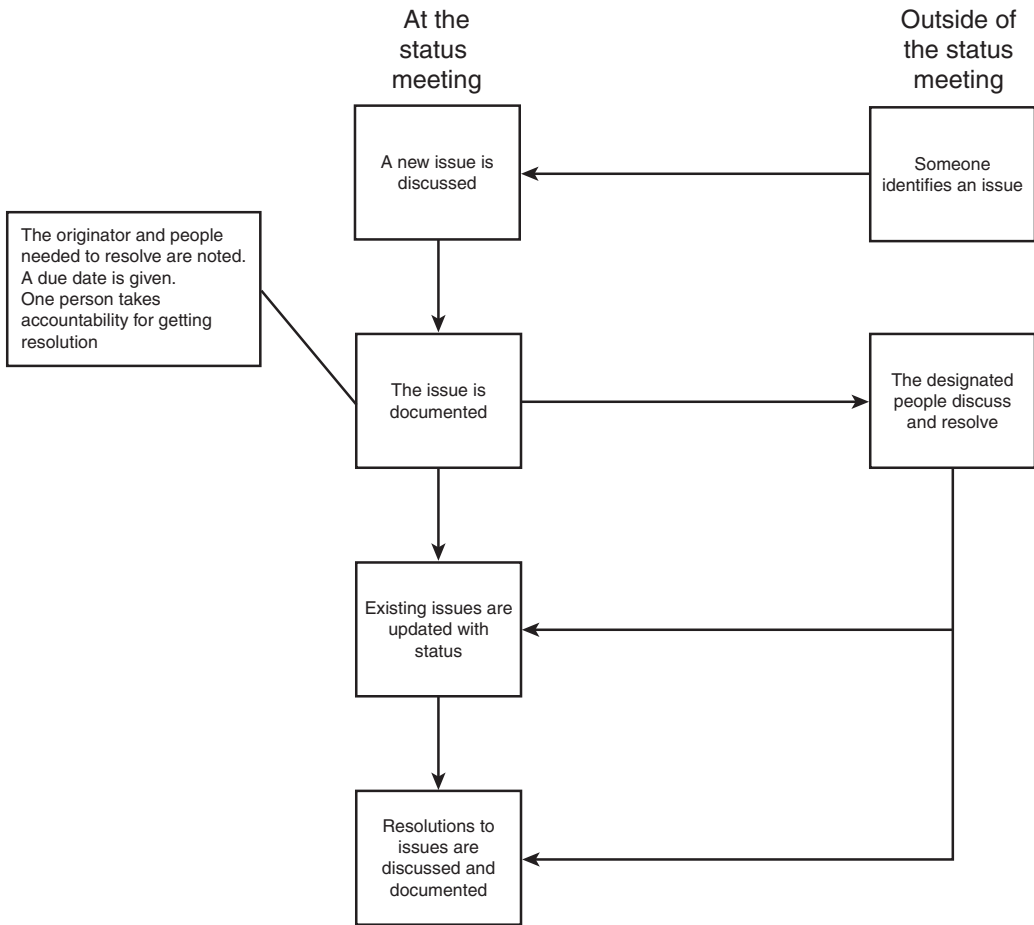 At the
status
meeting
Outside of
the status
meeting
A new issue is
discussed
Someone
identifies an issue
The originator and people
needed to resolve are noted.
A due date is given.
One person takes
accountability for getting
resolution
The issue is
documented
The designated
people discuss
and resolve
Existing issues are
updated with
status
Resolutions to
issues are
discussed and
documented